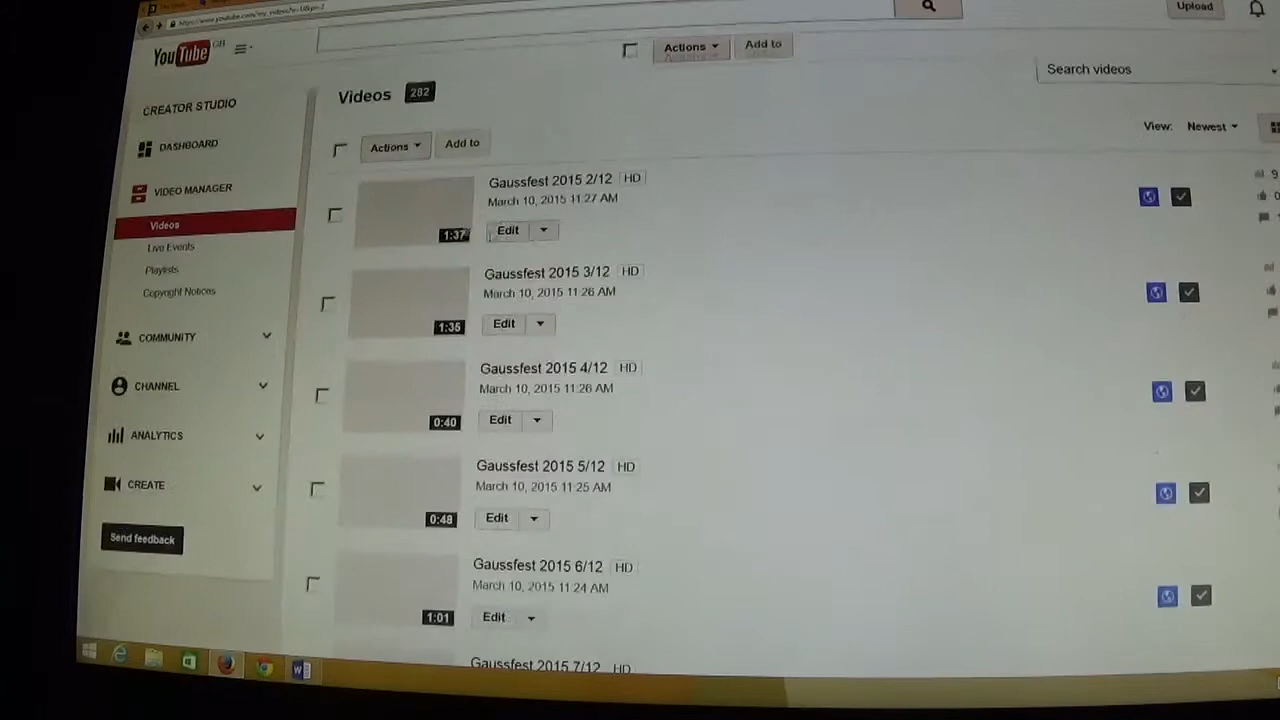 YouTube GB
Upload
Actions
Add to
Search videos
CREATOR STUDIO
DASHBOARD
VIDEO MANAGER
Videos
Live Events
Playlists
Copyright Notices
COMMUNITY
CHANNEL
ANALYTICS
CREATE
Send feedback
Videos 282
Actions
Add to
View: Newest
Gaussfest 2015 2/12 HD
March 10, 2015 11:27 AM
1:37
Edit
9
0
Gaussfest 2015 3/12 HD
March 10, 2015 11:26 AM
1:35
Edit
Gaussfest 2015 4/12 HD
March 10, 2015 11:26 AM
0:40
Edit
Gaussfest 2015 5/12 HD
March 10, 2015 11:25 AM
0:48
Edit
Gaussfest 2015 6/12 HD
March 10, 2015 11:24 AM
1:01
Edit
Gaussfest 2015 7/12 HD